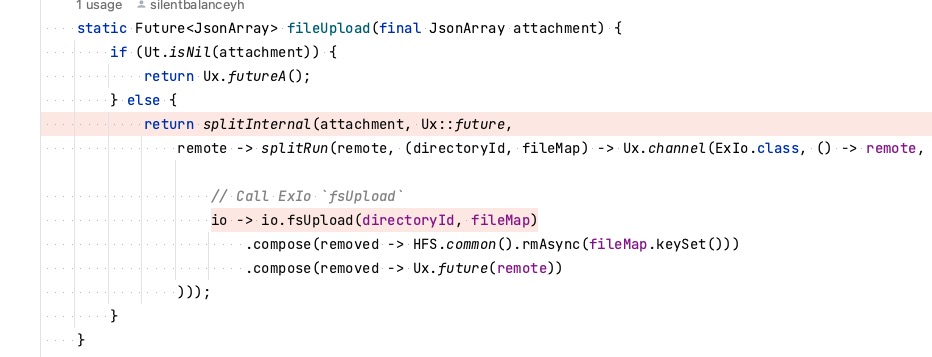 1 usage silentbalanceyh
static Future<JsonArray> fileUpload(final JsonArray attachment) {
if (Ut.isNil(attachment)) {
return Ux.futureA();
} else {
return splitInternal(attachment, Ux::future,
remote -> splitRun(remote, (directoryId, fileMap) -> Ux.channel(ExIo.class, () -> remote,
// Call ExIo `fsUpload`
io -> io.fsUpload(directoryId, fileMap)
.compose(removed -> HFS.common().rmAsync(fileMap.keySet()))
.compose(removed -> Ux.future(remote))
)));
}
}